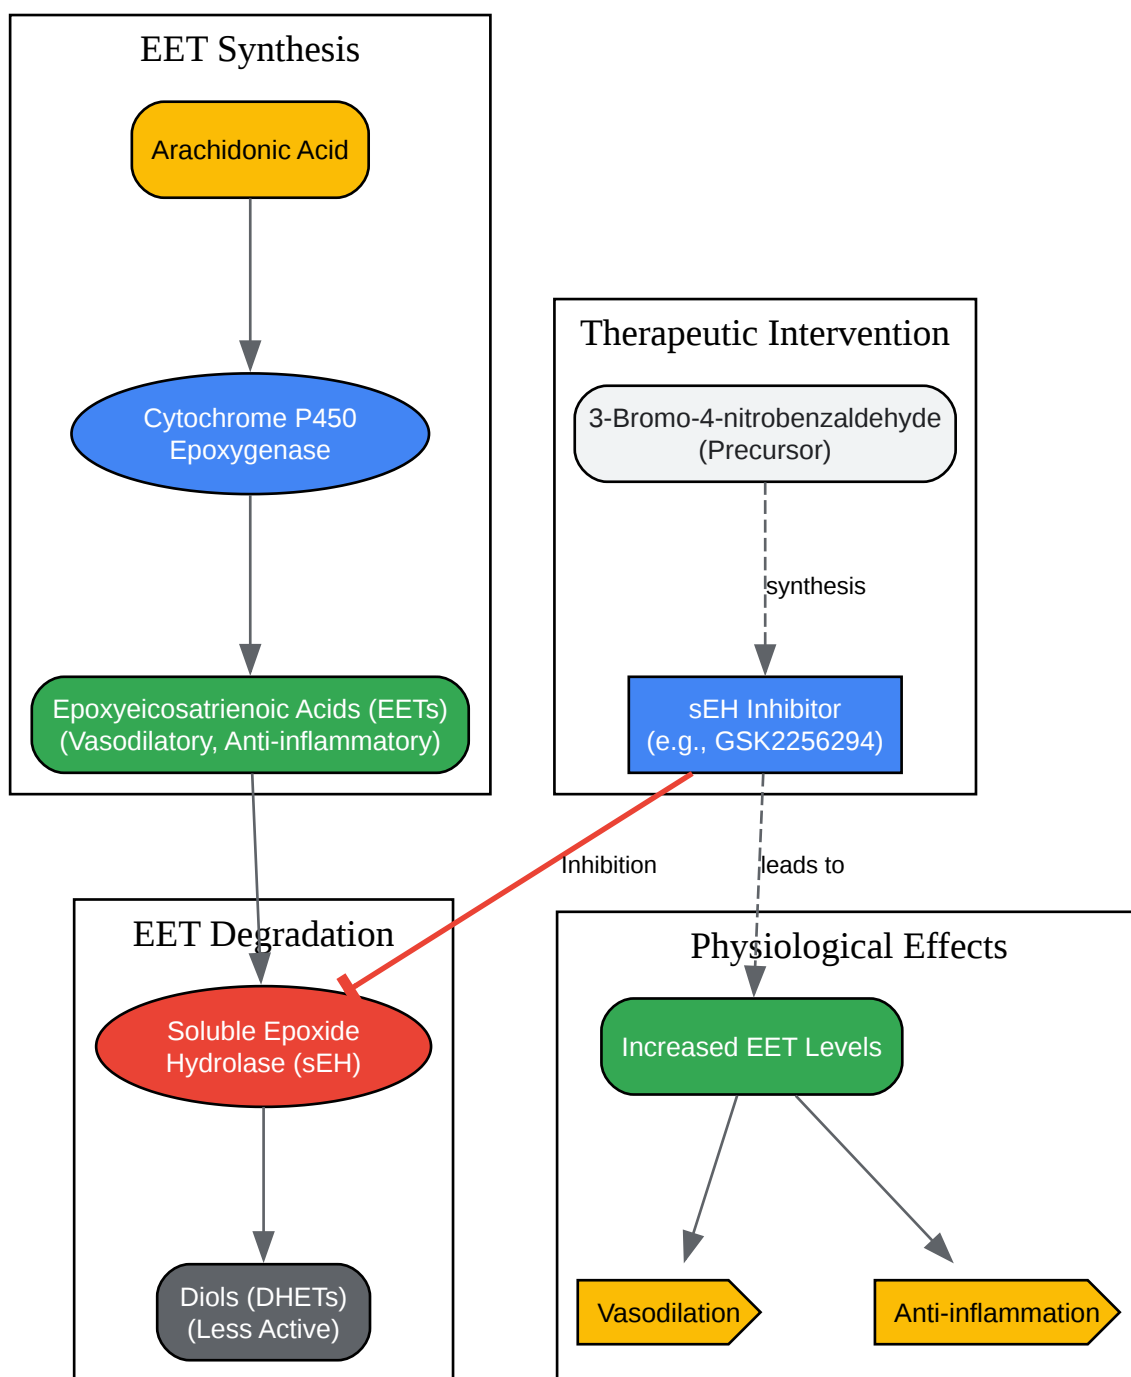 EET Synthesis
Arachidonic Acid
Cytochrome P450
Epoxygenase
Epoxyeicosatrienoic Acids (EETs)
(Vasodilatory, Anti-inflammatory)
Therapeutic Intervention
3-Bromo-4-nitrobenzaldehyde
(Precursor)
synthesis
sEH Inhibitor
(e.g., GSK2256294)
Inhibition
leads to
EET Degradation
Soluble Epoxide
Hydrolase (sEH)
Diols (DHETs)
(Less Active)
Physiological Effects
Increased EET Levels
Vasodilation
Anti-inflammation